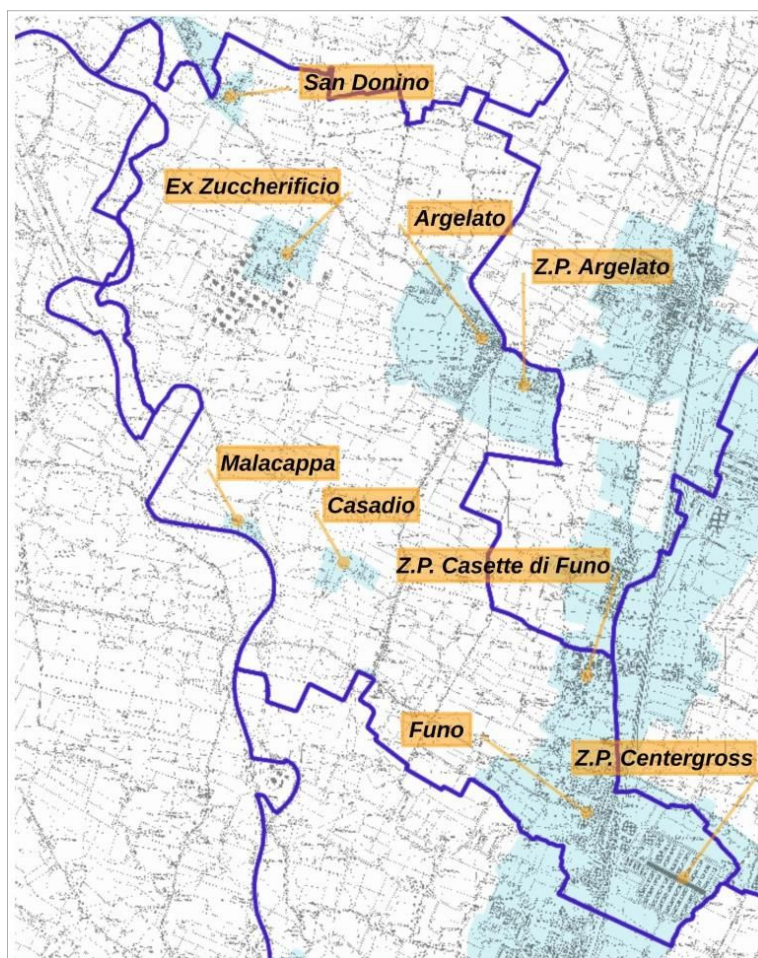 San Donino
Ex Zuccherificio
Argelato
Z.P. Argelato
Malacappa
Casadio
Z.P. Casette di Funo
Funo
Z.P. Centergross